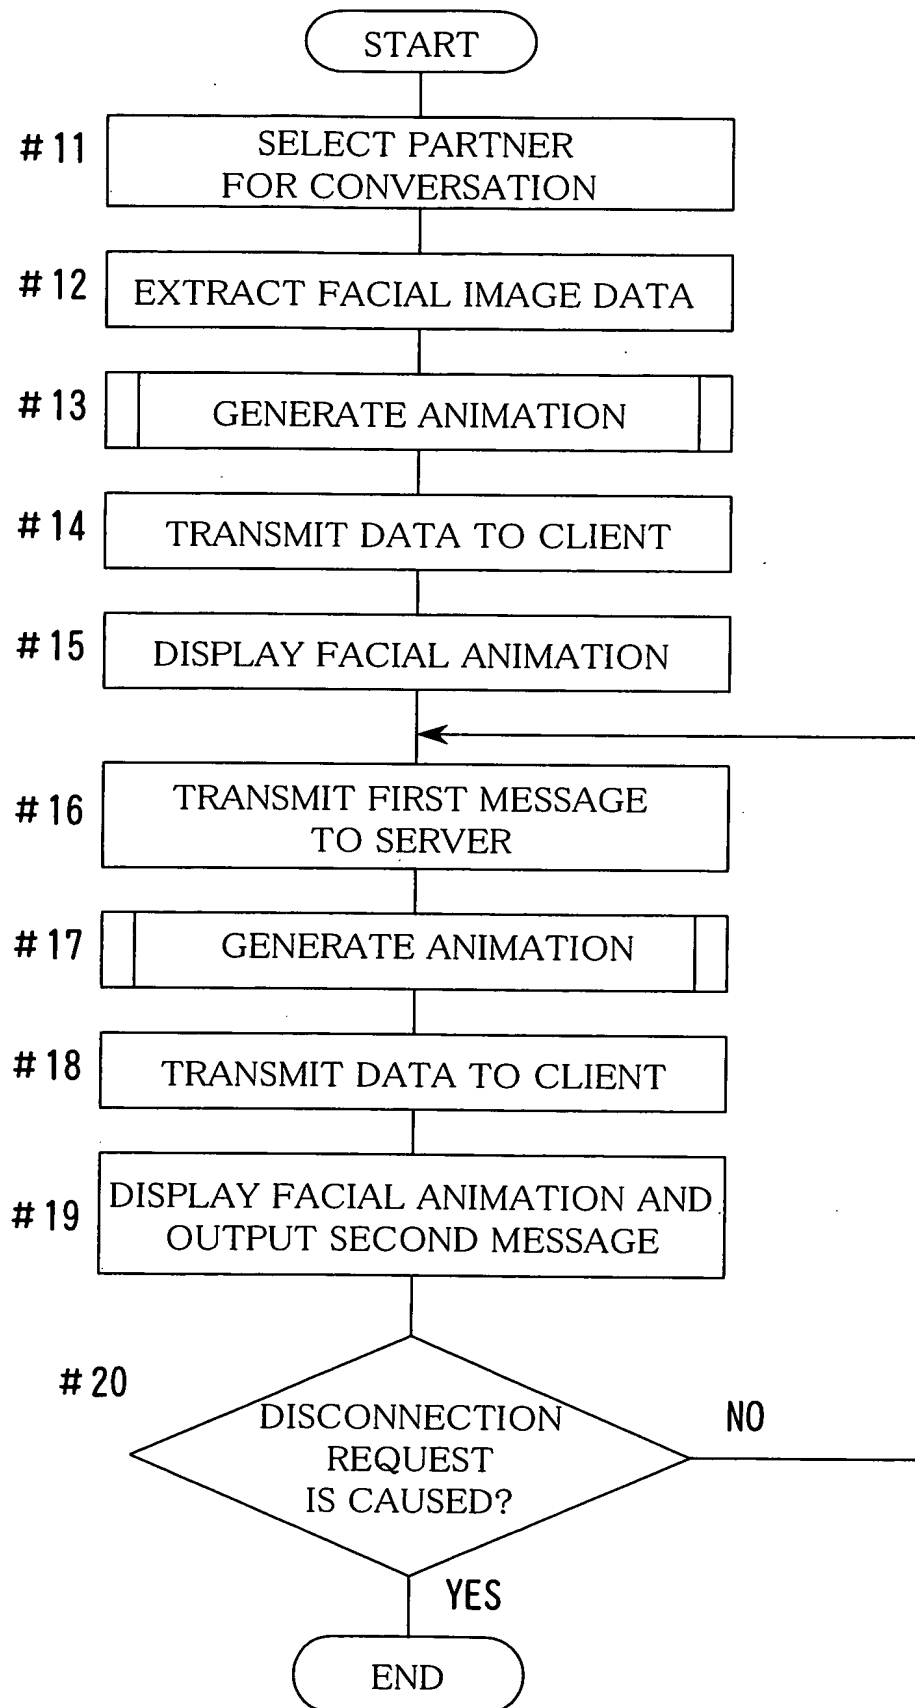 START
#11
SELECT PARTNER
FOR CONVERSATION
#12
EXTRACT FACIAL IMAGE DATA
#13
GENERATE ANIMATION
#14
TRANSMIT DATA TO CLIENT
#15
DISPLAY FACIAL ANIMATION
#16
TRANSMIT FIRST MESSAGE
TO SERVER
#17
GENERATE ANIMATION
#18
TRANSMIT DATA TO CLIENT
#19
DISPLAY FACIAL ANIMATION AND
OUTPUT SECOND MESSAGE
#20
DISCONNECTION
REQUEST
IS CAUSED?
NO
YES
END